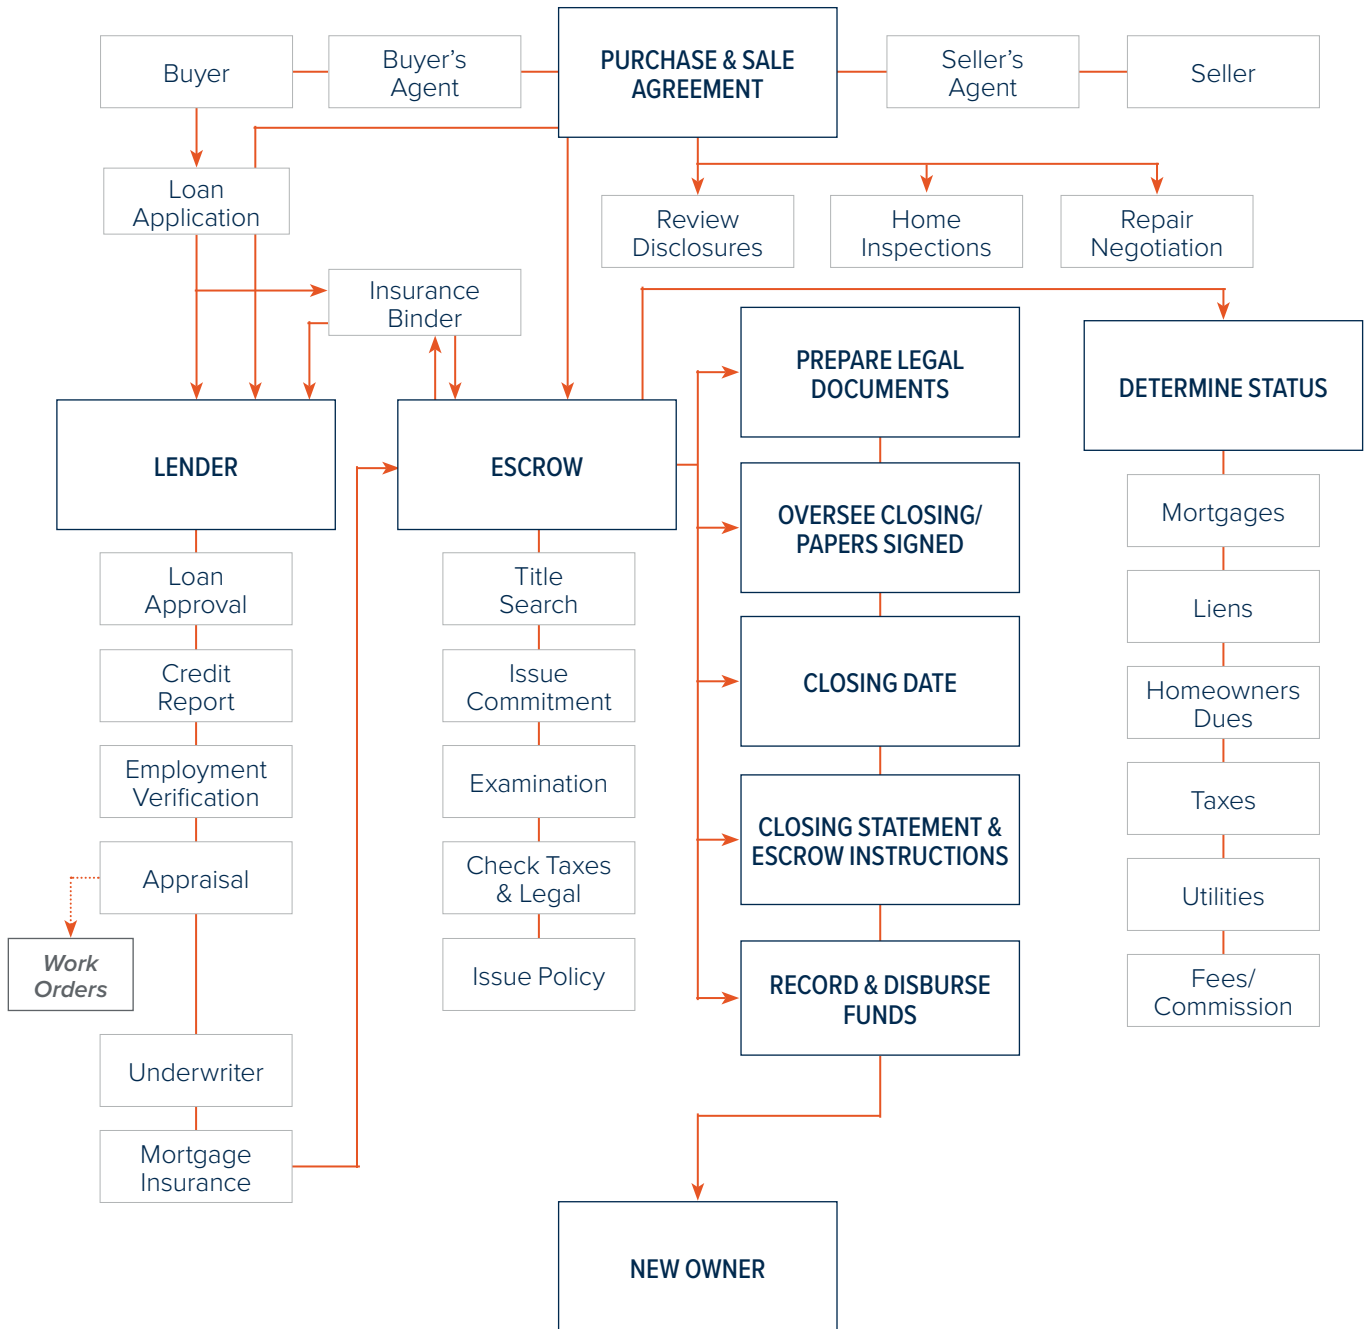 Buyer
Buyer’s
Agent
PURCHASE & SALE
AGREEMENT
Seller’s
Agent
Seller
Loan
Application
Review
Disclosures
Home
Inspections
Repair
Negotiation
Insurance
Binder
LENDER
ESCROW
PREPARE LEGAL
DOCUMENTS
DETERMINE STATUS
OVERSEE CLOSING/
PAPERS SIGNED
CLOSING DATE
CLOSING STATEMENT &
ESCROW INSTRUCTIONS
RECORD & DISBURSE
FUNDS
Loan
Approval
Credit
Report
Employment
Verification
Appraisal
Work
Orders
Underwriter
Mortgage
Insurance
Title
Search
Issue
Commitment
Examination
Check Taxes
& Legal
Issue Policy
Mortgages
Liens
Homeowners
Dues
Taxes
Utilities
Fees/
Commission
NEW OWNER